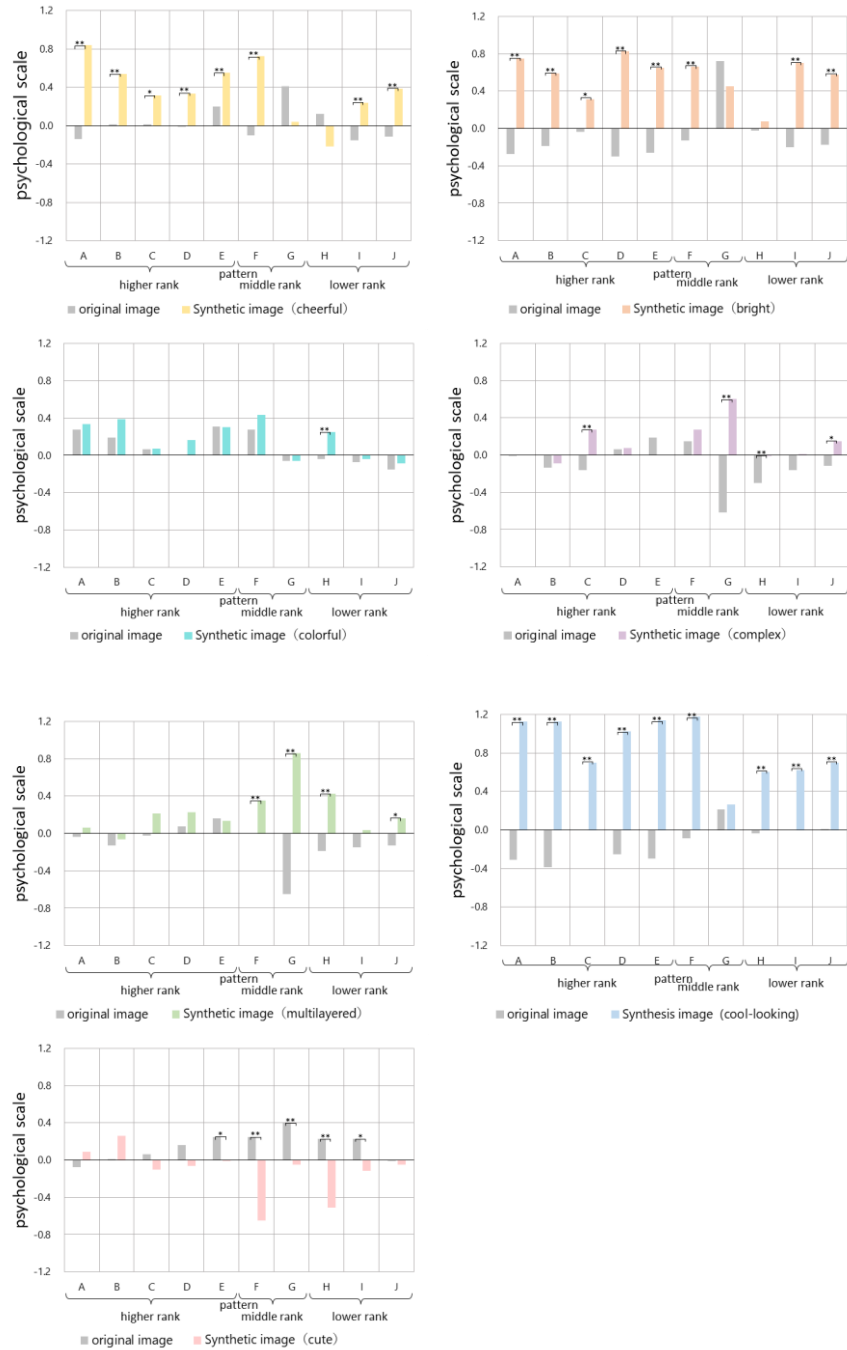 1.2
0.8
0.4
0.0
-0.4
-0.8
-1.2
psychological scale
** ** * ** ** ** ** **
A B C D E F G H I J
pattern
higher rank middle rank lower rank
original image Synthetic image (cheerful)
1.2
0.8
0.4
0.0
-0.4
-0.8
-1.2
psychological scale
** ** * ** ** ** ** **
A B C D E F G H I J
pattern
higher rank middle rank lower rank
original image Synthetic image (bright)
1.2
0.8
0.4
0.0
-0.4
-0.8
-1.2
psychological scale
**
A B C D E F G H I J
pattern
higher rank middle rank lower rank
original image Synthetic image (colorful)
1.2
0.8
0.4
0.0
-0.4
-0.8
-1.2
psychological scale
** ** ** *
A B C D E F G H I J
pattern
higher rank middle rank lower rank
original image Synthetic image (complex)
1.2
0.8
0.4
0.0
-0.4
-0.8
-1.2
psychological scale
** ** ** *
A B C D E F G H I J
pattern
higher rank middle rank lower rank
original image Synthetic image (multilayered)
1.2
0.8
0.4
0.0
-0.4
-0.8
-1.2
psychological scale
** ** ** ** ** ** ** ** **
A B C D E F G H I J
pattern
higher rank middle rank lower rank
original image Synthesis image (cool-looking)
1.2
0.8
0.4
0.0
-0.4
-0.8
-1.2
psychological scale
* ** ** ** *
A B C D E F G H I J
pattern
higher rank middle rank lower rank
original image Synthetic image (cute)